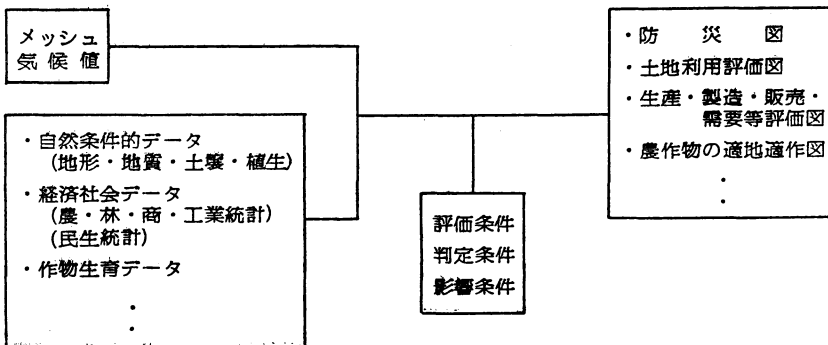 メッシュ
気候値
・自然条件的データ
(地形・地質・土壌・植生)
・経済社会データ
(農・林・商・工業統計)
(民生統計)
・作物生育データ
・
・
評価条件
判定条件
影響条件
・防災図
・土地利用評価図
・生産・製造・販売・
需要等評価図
・農作物の適地適作図
・
・